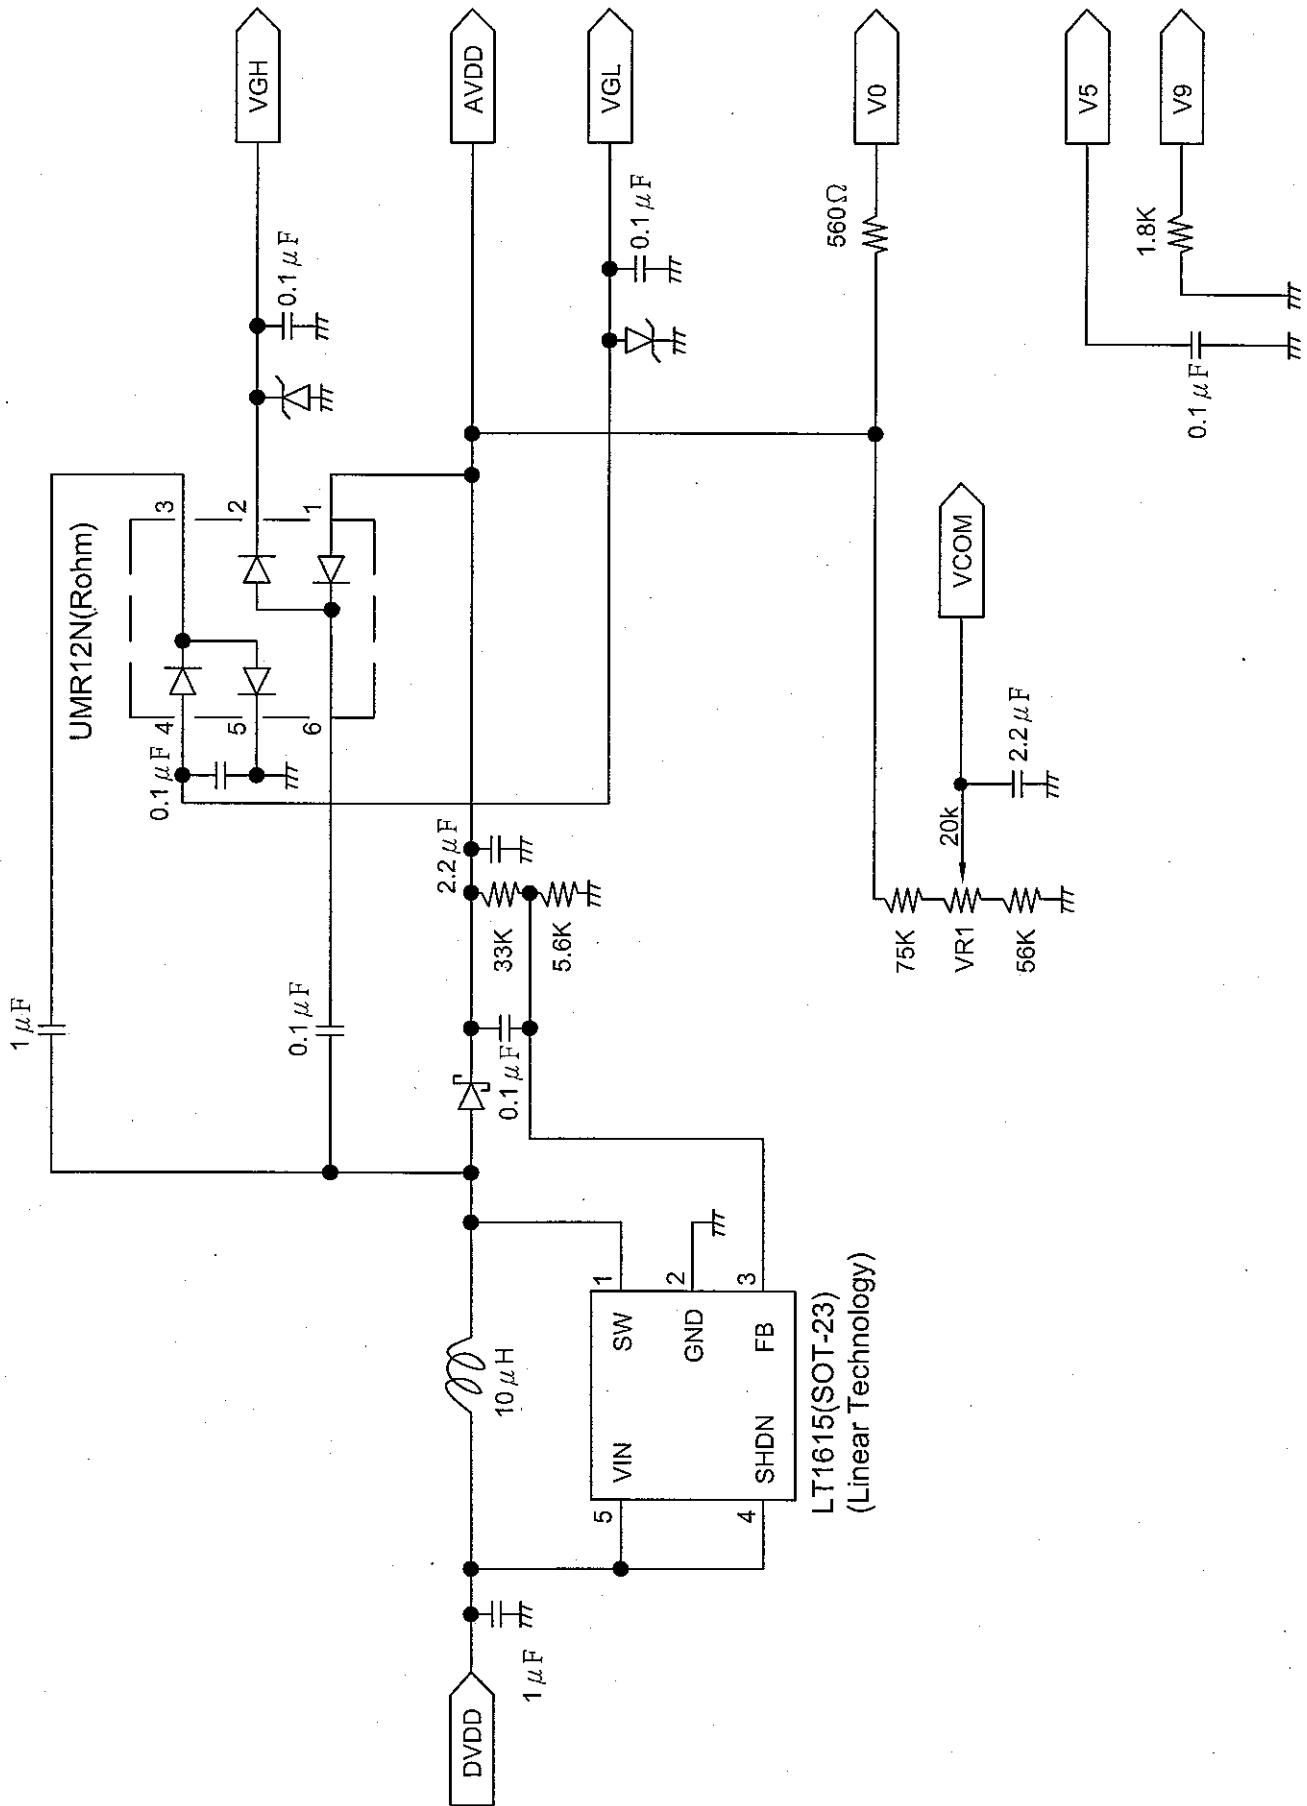 VGH
AVDD
VGL
V0
V5
V9
0.1μF
0.1μF
560Ω
1.8K
0.1μF
UMR12N(Rohm)
3
2
1
4
5
6
0.1μF
VCOM
2.2μF
20k
75K
VR1
56K
2.2μF
33K
5.6K
1μF
0.1μF
0.1μF
10μH
1
2
3
SW
GND
FB
VIN
SHDN
5
4
LT1615(SOT-23)
(Linear Technology)
1μF
DVDD